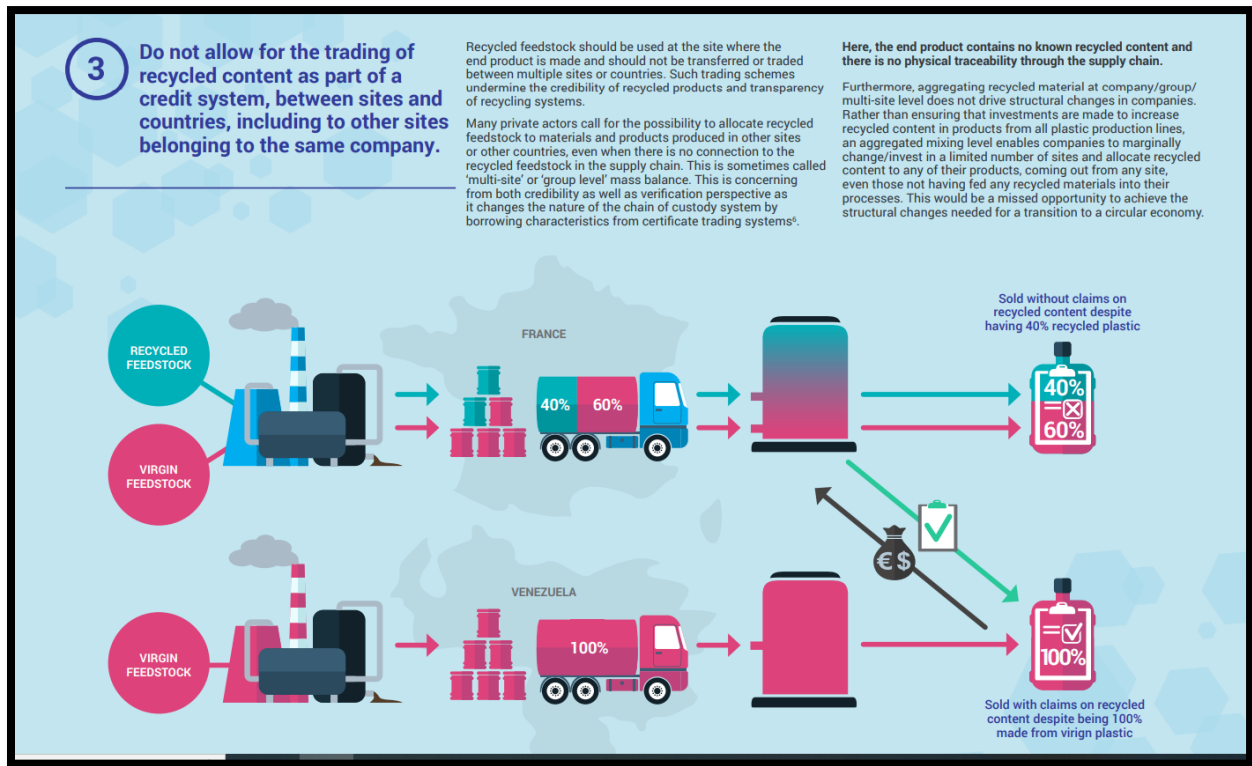 3
Do not allow for the trading of
recycled content as part of a
credit system, between sites and
countries, including to other sites
belonging to the same company.
Recycled feedstock should be used at the site where the
end product is made and should not be transferred or traded
between multiple sites or countries. Such trading schemes
undermine the credibility of recycled products and transparency
of recycling systems.
Many private actors call for the possibility to allocate recycled
feedstock to materials and products produced in other sites
or other countries, even when there is no connection to the
recycled feedstock in the supply chain. This is sometimes called
‘multi-site’ or ‘group level’ mass balance. This is concerning
from both credibility as well as verification perspective as
it changes the nature of the chain of custody system by
borrowing characteristics from certificate trading systems⁶.
Here, the end product contains no known recycled content and
there is no physical traceability through the supply chain.
Furthermore, aggregating recycled material at company/group/
multi-site level does not drive structural changes in companies.
Rather than ensuring that investments are made to increase
recycled content in products from all plastic production lines,
an aggregated mixing level enables companies to marginally
change/invest in a limited number of sites and allocate recycled
content to any of their products, coming out from any site,
even those not having fed any recycled materials into their
processes. This would be a missed opportunity to achieve the
structural changes needed for a transition to a circular economy.
RECYCLED
FEEDSTOCK
VIRGIN
FEEDSTOCK
FRANCE
40% 60%
Sold without claims on
recycled content despite
having 40% recycled plastic
40%
60%
€ $
VIRGIN
FEEDSTOCK
VENEZUELA
100%
100%
Sold with claims on recycled
content despite being 100%
made from virign plastic